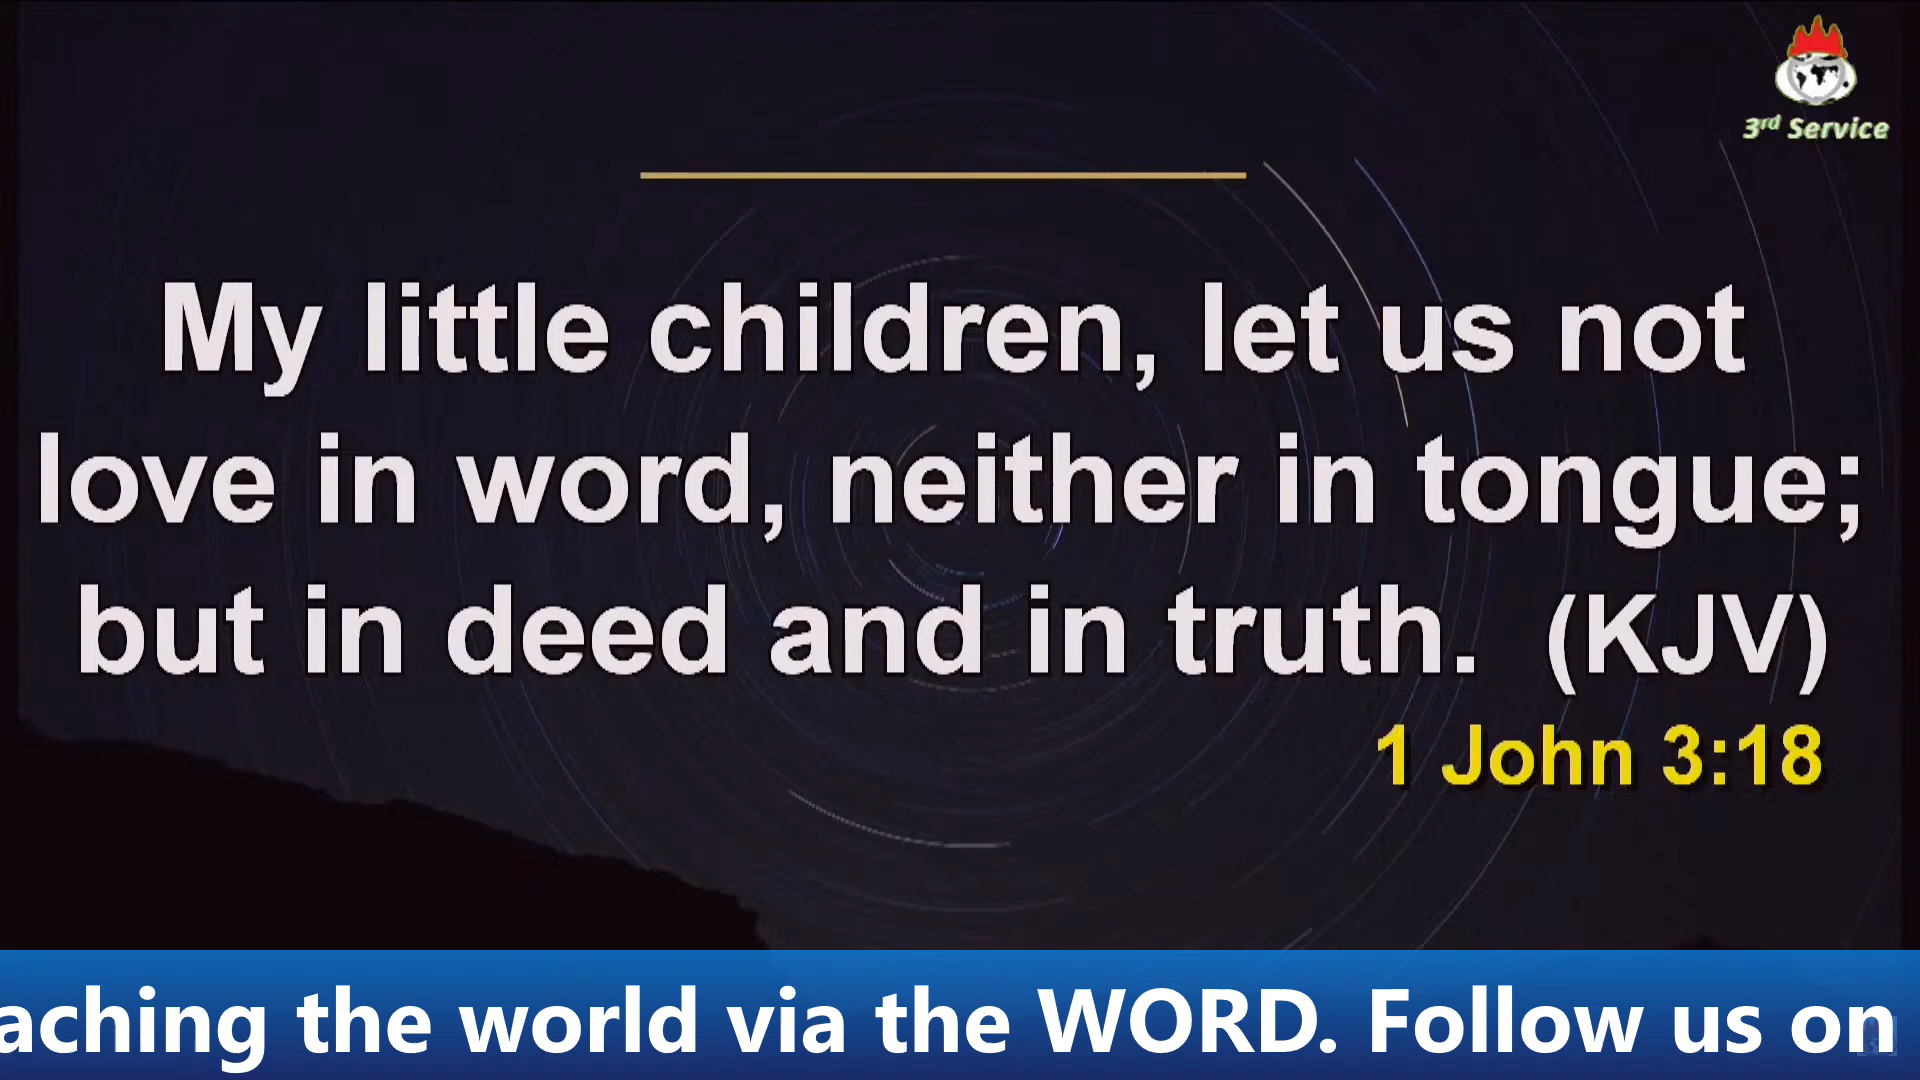 3rd Service
My little children, let us not
love in word, neither in tongue;
but in deed and in truth. (KJV)
1 John 3:18
aching the world via the WORD. Follow us on